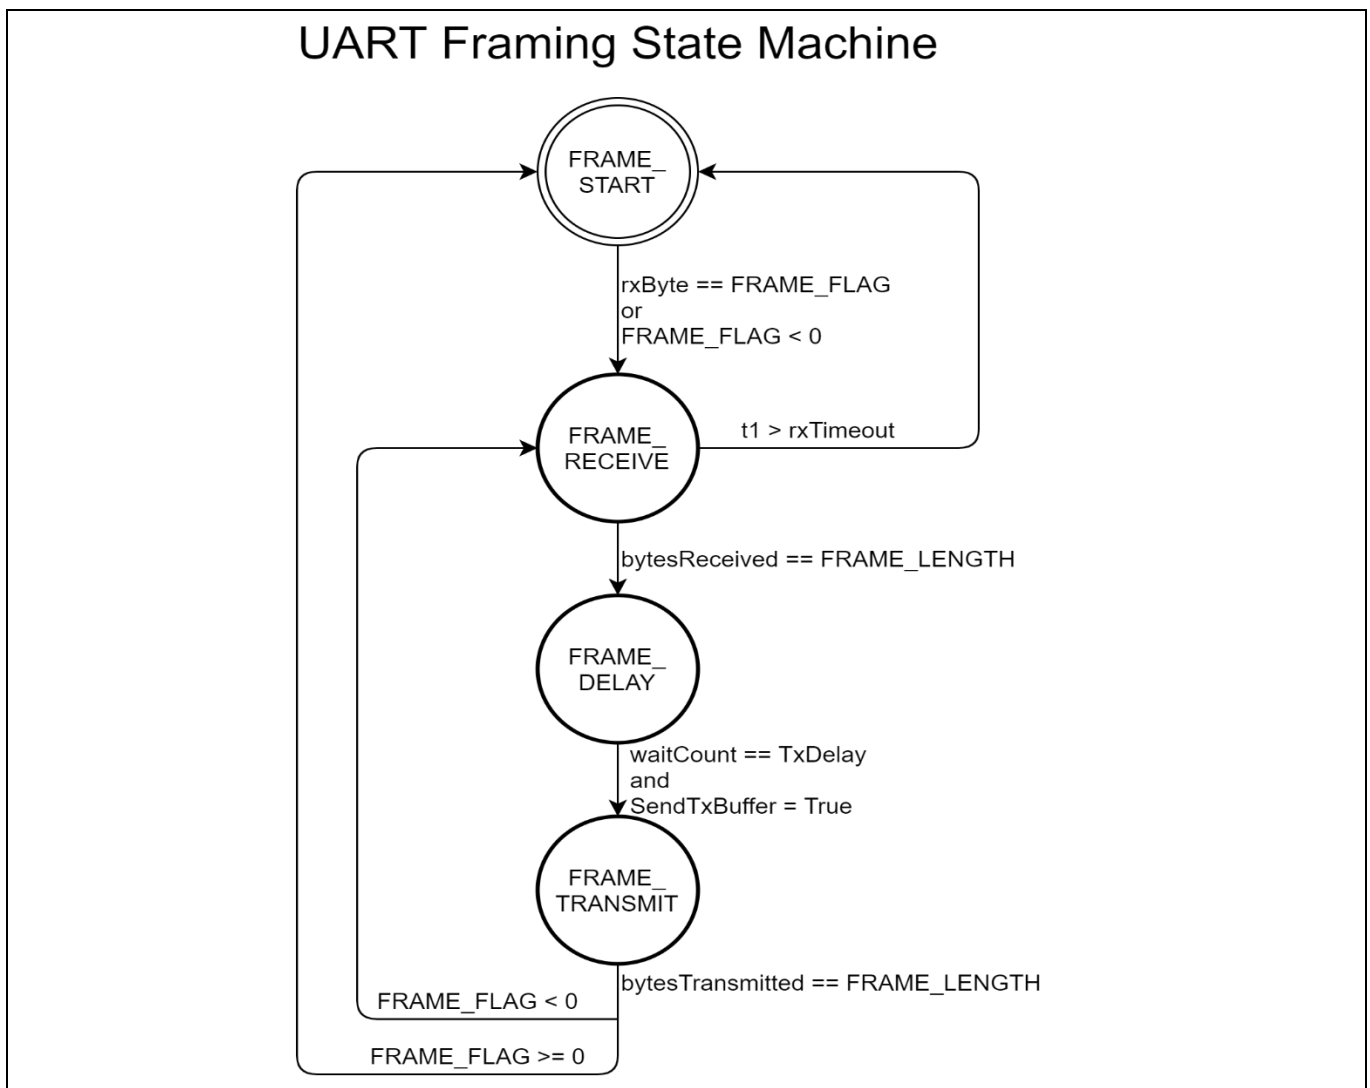 UART Framing State Machine
FRAME_
START
rxByte == FRAME_FLAG
or
FRAME_FLAG < 0
FRAME_
RECEIVE
t1 > rxTimeout
bytesReceived == FRAME_LENGTH
FRAME_
DELAY
waitCount == TxDelay
and
SendTxBuffer = True
FRAME_
TRANSMIT
bytesTransmitted == FRAME_LENGTH
FRAME_FLAG < 0
FRAME_FLAG >= 0